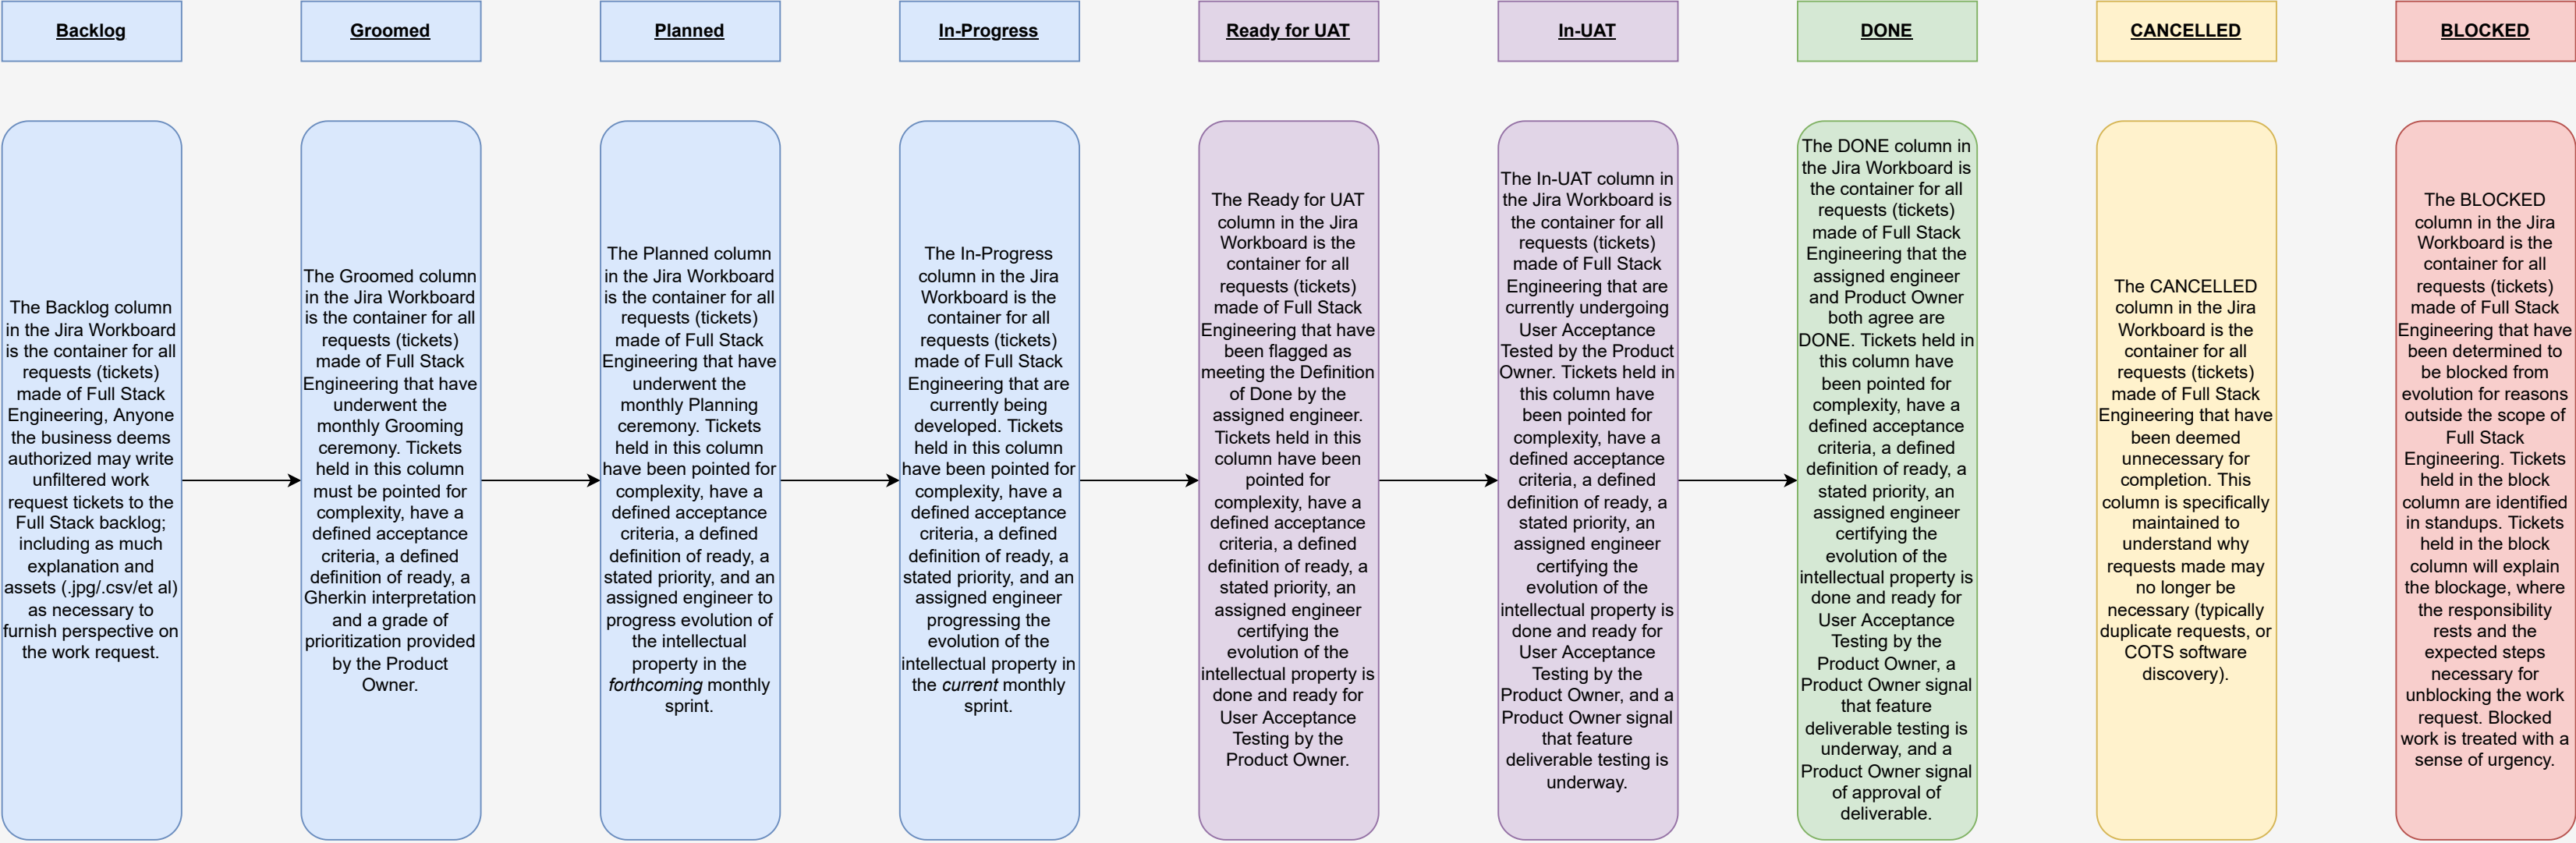 Backlog
Groomed
Planned
In-Progress
Ready for UAT
In-UAT
DONE
CANCELLED
BLOCKED
The Backlog column
in the Jira Workboard
is the container for all
requests (tickets)
made of Full Stack
Engineering, Anyone
the business deems
authorized may write
unfiltered work
request tickets to the
Full Stack backlog;
including as much
explanation and
assets (.jpg/.csv/et al)
as necessary to
furnish perspective on
the work request.
The Groomed column
in the Jira Workboard
is the container for all
requests (tickets)
made of Full Stack
Engineering that have
underwent the
monthly Grooming
ceremony. Tickets
held in this column
must be pointed for
complexity, have a
defined acceptance
criteria, a defined
definition of ready, a
Gherkin interpretation
and a grade of
prioritization provided
by the Product
Owner.
The Planned column
in the Jira Workboard
is the container for all
requests (tickets)
made of Full Stack
Engineering that have
underwent the
monthly Planning
ceremony. Tickets
held in this column
have been pointed for
complexity, have a
defined acceptance
criteria, a defined
definition of ready, a
stated priority, and an
assigned engineer to
progress evolution of
the intellectual
property in the
forthcoming monthly
sprint.
The In-Progress
column in the Jira
Workboard is the
container for all
requests (tickets)
made of Full Stack
Engineering that are
currently being
developed. Tickets
held in this column
have been pointed for
complexity, have a
defined acceptance
criteria, a defined
definition of ready, a
stated priority, and an
assigned engineer
progressing the
evolution of the
intellectual property in
the current monthly
sprint.
The Ready for UAT
column in the Jira
Workboard is the
container for all
requests (tickets)
made of Full Stack
Engineering that have
been flagged as
meeting the Definition
of Done by the
assigned engineer.
Tickets held in this
column have been
pointed for
complexity, have a
defined acceptance
criteria, a defined
definition of ready, a
stated priority, an
assigned engineer
certifying the
evolution of the
intellectual property is
done and ready for
User Acceptance
Testing by the
Product Owner.
The In-UAT column in
the Jira Workboard is
the container for all
requests (tickets)
made of Full Stack
Engineering that are
currently undergoing
User Acceptance
Tested by the Product
Owner. Tickets held in
this column have
been pointed for
complexity, have a
defined acceptance
criteria, a defined
definition of ready, a
stated priority, an
assigned engineer
certifying the
evolution of the
intellectual property is
done and ready for
User Acceptance
Testing by the
Product Owner, and a
Product Owner signal
that feature
deliverable testing is
underway.
The DONE column in
the Jira Workboard is
the container for all
requests (tickets)
made of Full Stack
Engineering that the
assigned engineer
and Product Owner
both agree are
DONE. Tickets held in
this column have
been pointed for
complexity, have a
defined acceptance
criteria, a defined
definition of ready, a
stated priority, an
assigned engineer
certifying the
evolution of the
intellectual property is
done and ready for
User Acceptance
Testing by the
Product Owner, a
Product Owner signal
that feature
deliverable testing is
underway, and a
Product Owner signal
of approval of
deliverable.
The CANCELLED
column in the Jira
Workboard is the
container for all
requests (tickets)
made of Full Stack
Engineering that have
been deemed
unnecessary for
completion. This
column is specifically
maintained to
understand why
requests made may
no longer be
necessary (typically
duplicate requests, or
COTS software
discovery).
The BLOCKED
column in the Jira
Workboard is the
container for all
requests (tickets)
made of Full Stack
Engineering that have
been determined to
be blocked from
evolution for reasons
outside the scope of
Full Stack
Engineering. Tickets
held in the block
column are identified
in standups. Tickets
held in the block
column will explain
the blockage, where
the responsibility
rests and the
expected steps
necessary for
unblocking the work
request. Blocked
work is treated with a
sense of urgency.